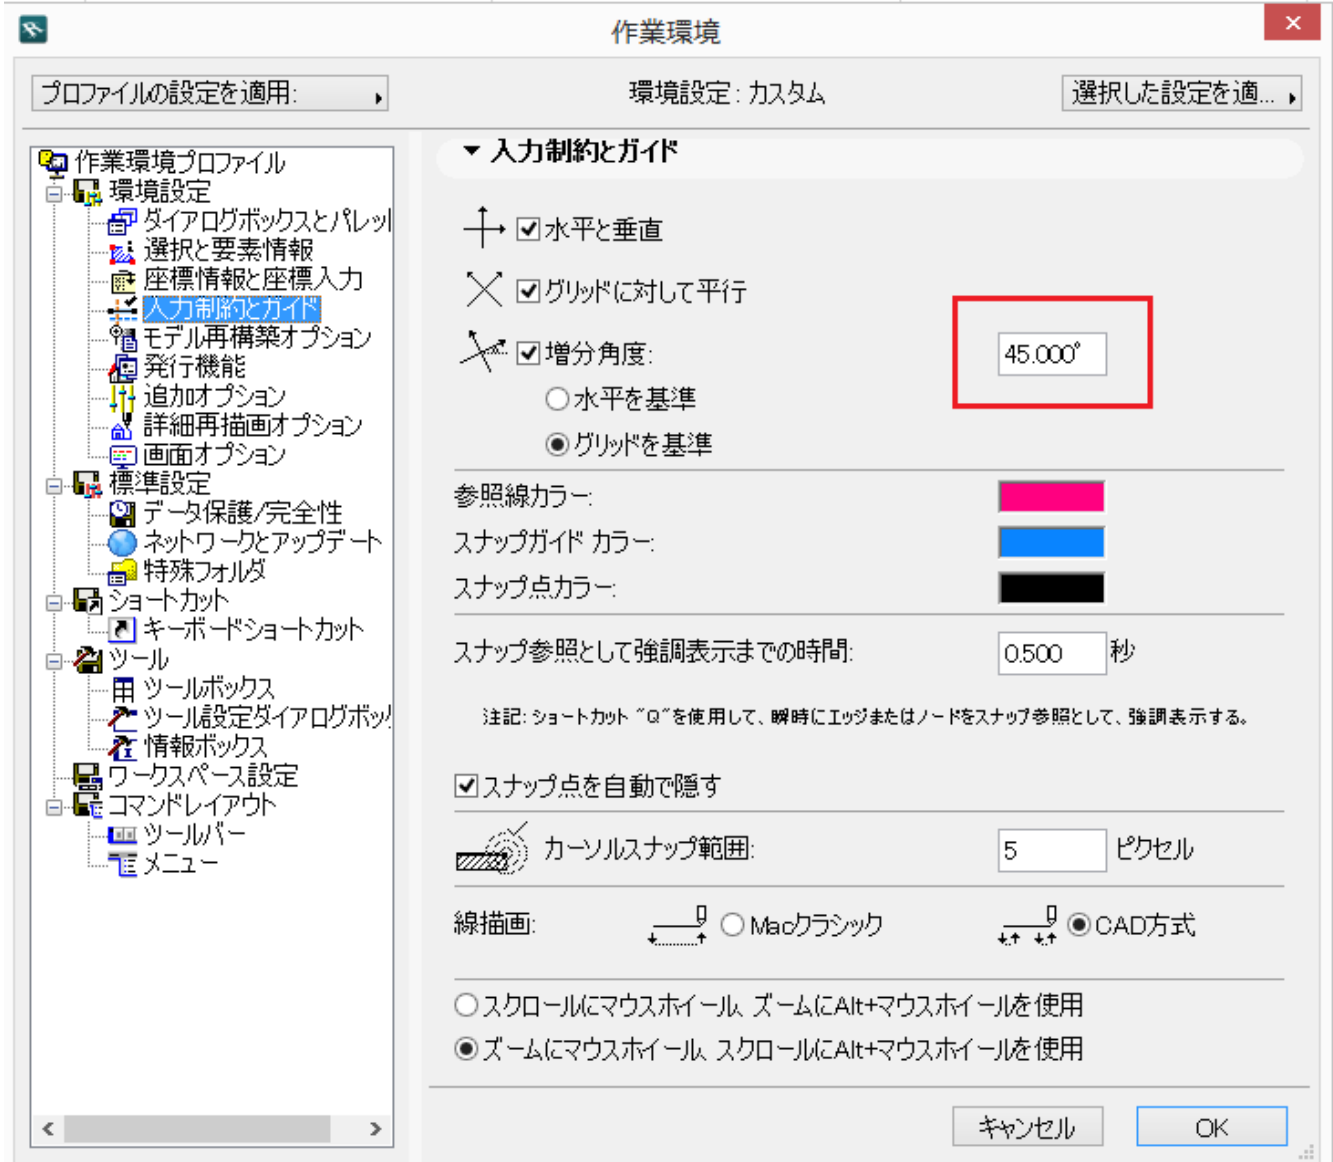 作業環境
プロファイルの設定を適用:
環境設定: カスタム
選択した設定を適...
作業環境プロファイル
環境設定
ダイアログボックスとパレッ
選択と要素情報
座標情報と座標入力
入力制約とガイド
モデル再構築オプション
発行機能
追加オプション
詳細再描画オプション
画面オプション
標準設定
データ保護/完全性
ネットワークとアップデート
特殊フォルダ
ショートカット
キーボードショートカット
ツール
ツールボックス
ツール設定ダイアログボッ
情報ボックス
ワークスペース設定
コマンドレイアウト
ツールバー
メニュー
入力制約とガイド
水平と垂直
グリッドに対して平行
増分角度: 45.000°
水平を基準
グリッドを基準
参照線カラー:
スナップガイド カラー:
スナップ点カラー:
スナップ参照として強調表示までの時間: 0.500 秒
注記: ショートカット "Q"を使用して、瞬時にエッジまたはノードをスナップ参照として、強調表示する。
スナップ点を自動で隠す
カーソルスナップ範囲: 5 ピクセル
線描画: Macクラシック CAD方式
スクロールにマウスホイール、ズームにAlt+マウスホイールを使用
ズームにマウスホイール、スクロールにAlt+マウスホイールを使用
キャンセル OK